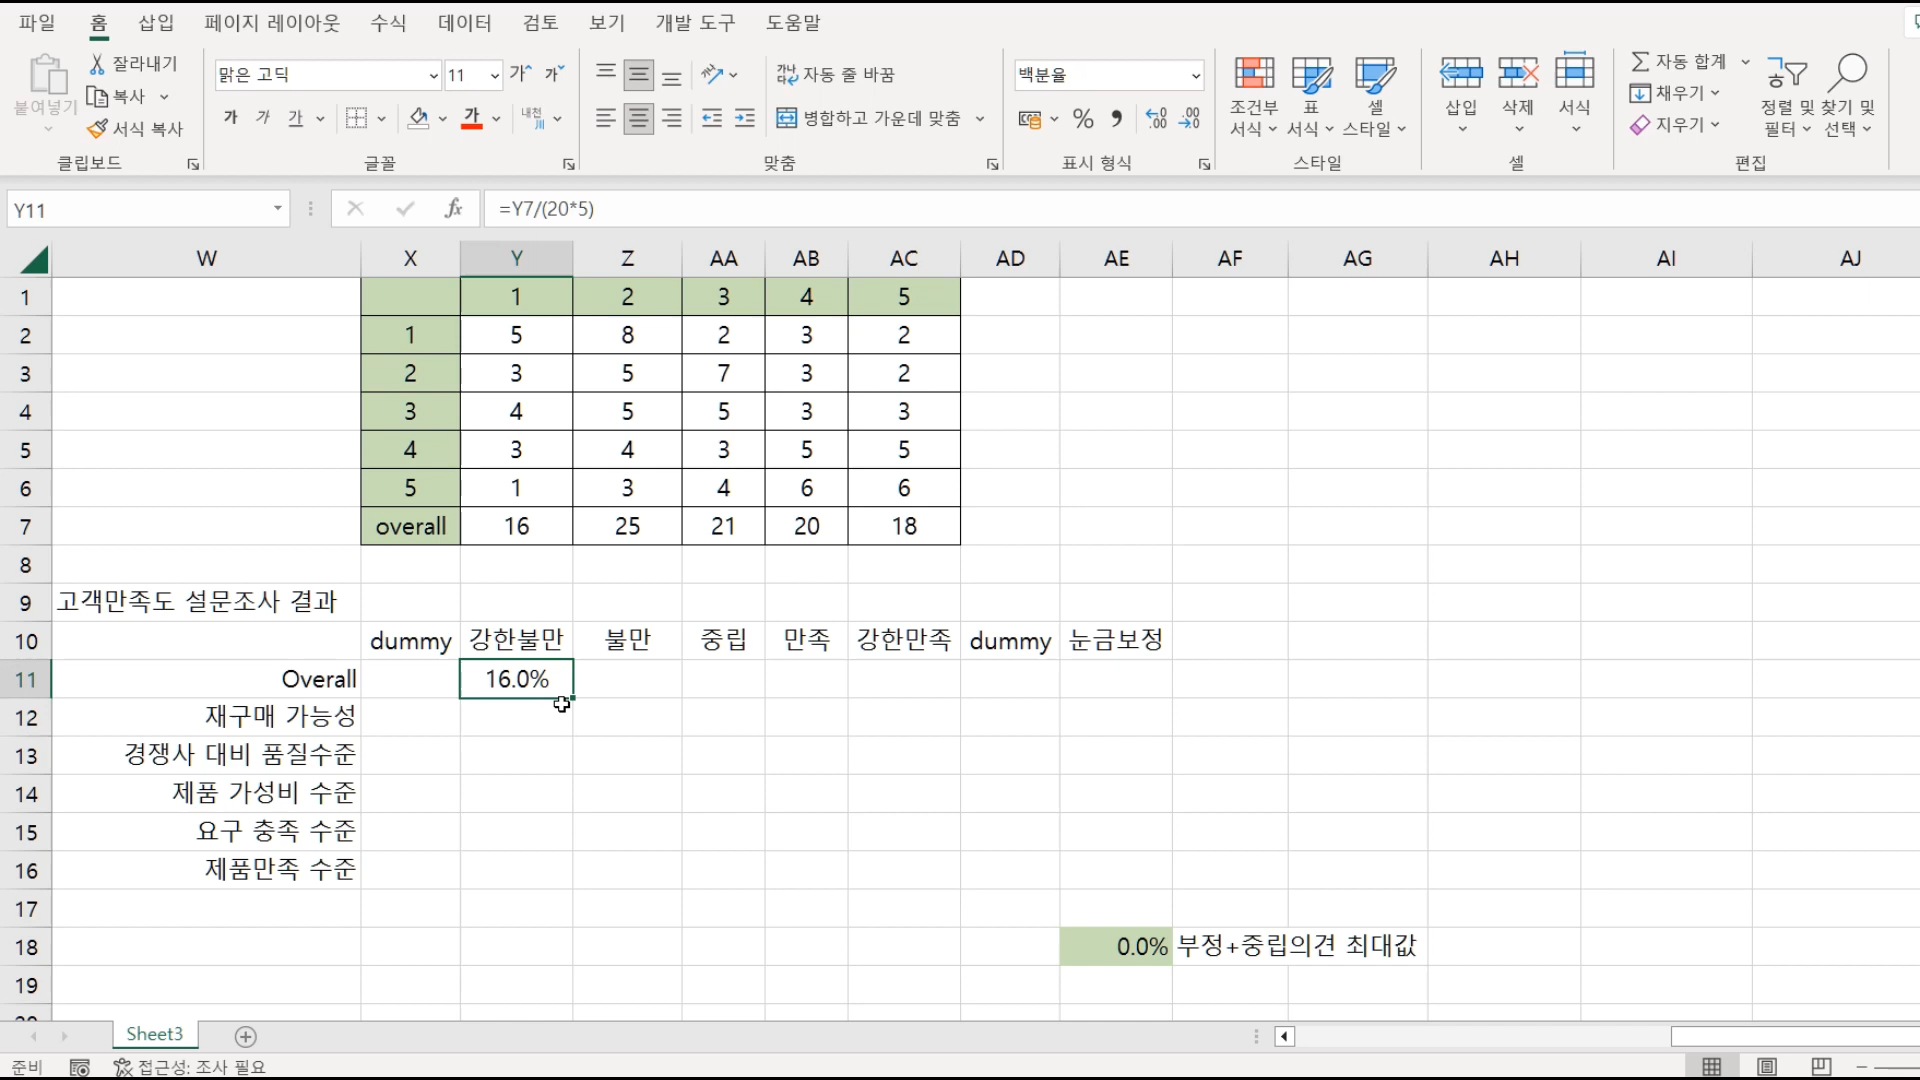 파일 홈 삽입 페이지 레이아웃 수식 데이터 검토 보기 개발 도구 도움말
붙여넣기 잘라내기 복사 서식 복사 클립보드
맑은 고딕 11 가 가
가 가 가 가 내천 글꼴
자동 줄 바꿈
병합하고 가운데 맞춤
맞춤
백분율
% 표시 형식
조건부 서식 표 서식 셀 스타일 스타일
삽입 삭제 서식 셀
자동 합계 채우기 지우기 정렬 및 필터 찾기 및 선택 편집
Y11 fx =Y7/(20*5)
W X Y Z AA AB AC AD AE AF AG AH AI AJ
1 1 2 3 4 5
2 1 5 8 2 3 2
3 2 3 5 7 3 2
4 3 4 5 5 3 3
5 4 3 4 3 5 5
6 5 1 3 4 6 6
7 overall 16 25 21 20 18
8
9 고객만족도 설문조사 결과
10 dummy 강한불만 불만 중립 만족 강한만족 dummy 눈금보정
11 Overall 16.0%
12 재구매 가능성
13 경쟁사 대비 품질수준
14 제품 가성비 수준
15 요구 충족 수준
16 제품만족 수준
17
18 0.0% 부정+중립의견 최대값
19
Sheet3
준비 접근성: 조사 필요